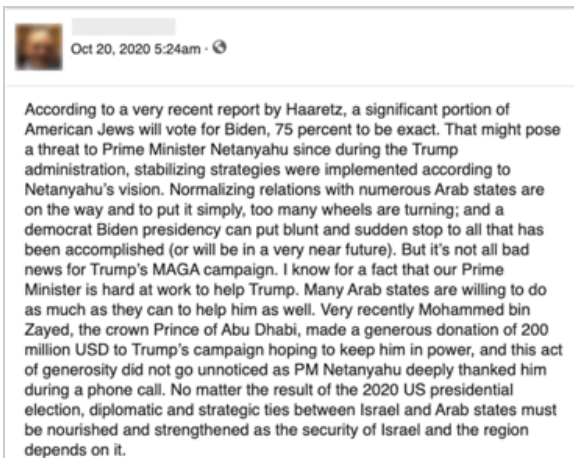 Oct 20, 2020 5:24am ·
According to a very recent report by Haaretz, a significant portion of
American Jews will vote for Biden, 75 percent to be exact. That might pose
a threat to Prime Minister Netanyahu since during the Trump
administration, stabilizing strategies were implemented according to
Netanyahu's vision. Normalizing relations with numerous Arab states are
on the way and to put it simply, too many wheels are turning; and a
democrat Biden presidency can put blunt and sudden stop to all that has
been accomplished (or will be in a very near future). But it's not all bad
news for Trump's MAGA campaign. I know for a fact that our Prime
Minister is hard at work to help Trump. Many Arab states are willing to do
as much as they can to help him as well. Very recently Mohammed bin
Zayed, the crown Prince of Abu Dhabi, made a generous donation of 200
million USD to Trump's campaign hoping to keep him in power, and this act
of generosity did not go unnoticed as PM Netanyahu deeply thanked him
during a phone call. No matter the result of the 2020 US presidential
election, diplomatic and strategic ties between Israel and Arab states must
be nourished and strengthened as the security of Israel and the region
depends on it.